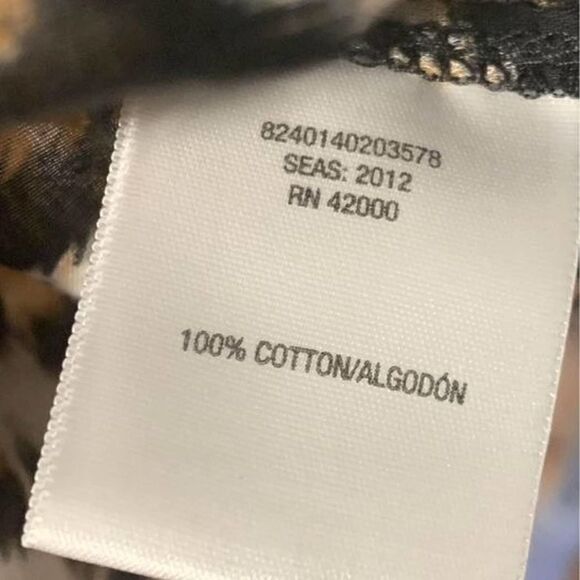 8240140203578
SEAS: 2012
RN 42000
100% COTTON/ALGODÓN